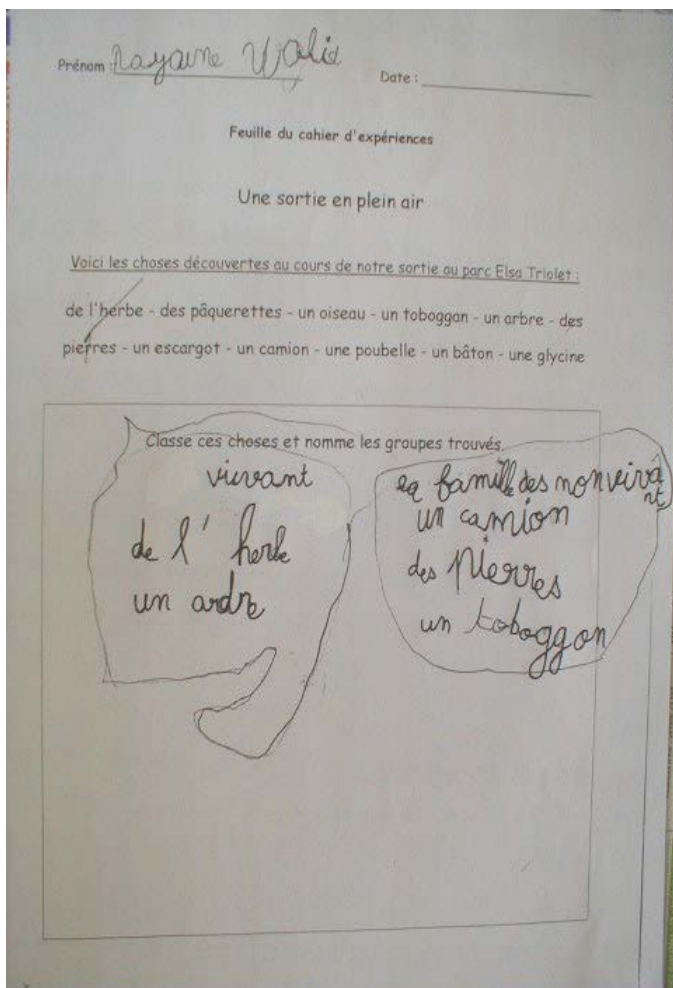 Prénom : Rayane Walid
Date :
Feuille du cahier d'expériences
Une sortie en plein air
Voici les choses découvertes au cours de notre sortie au parc Elsa Triolet :
de l'herbe - des pâquerettes - un oiseau - un toboggan - un arbre - des
pierres - un escargot - un camion - une poubelle - un bâton - une glycine
Classe ces choses et nomme les groupes trouvés.
vivant
de l' herbe
un ardre
famille des non vivant
un camion
des pierres
un toboggon